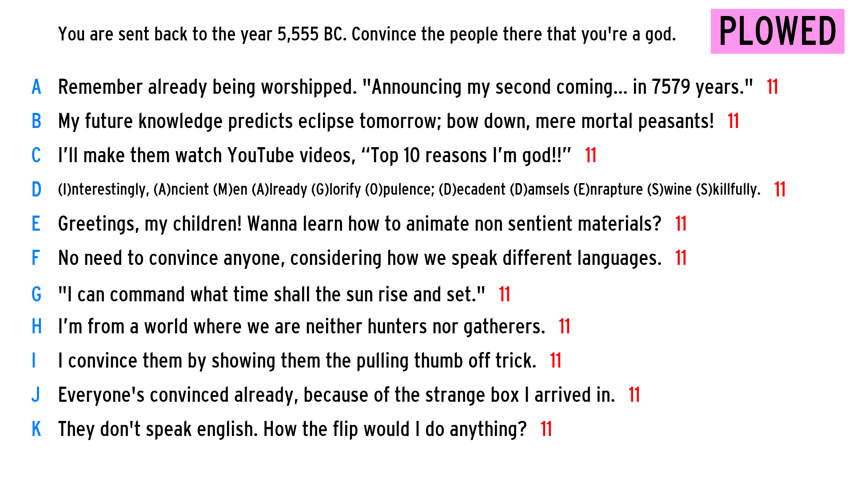 You are sent back to the year 5,555 BC. Convince the people there that you're a god.
PLOWED
A Remember already being worshipped. "Announcing my second coming... in 7579 years." 11
B My future knowledge predicts eclipse tomorrow; bow down, mere mortal peasants! 11
C I’ll make them watch YouTube videos, “Top 10 reasons I’m god!!” 11
D (I)nterestingly, (A)ncient (M)en (A)lready (G)lorify (O)pulence; (D)ecadent (D)amsels (E)nrapture (S)wine (S)killfully. 11
E Greetings, my children! Wanna learn how to animate non sentient materials? 11
F No need to convince anyone, considering how we speak different languages. 11
G "I can command what time shall the sun rise and set." 11
H I’m from a world where we are neither hunters nor gatherers. 11
I I convince them by showing them the pulling thumb off trick. 11
J Everyone's convinced already, because of the strange box I arrived in. 11
K They don't speak english. How the flip would I do anything? 11